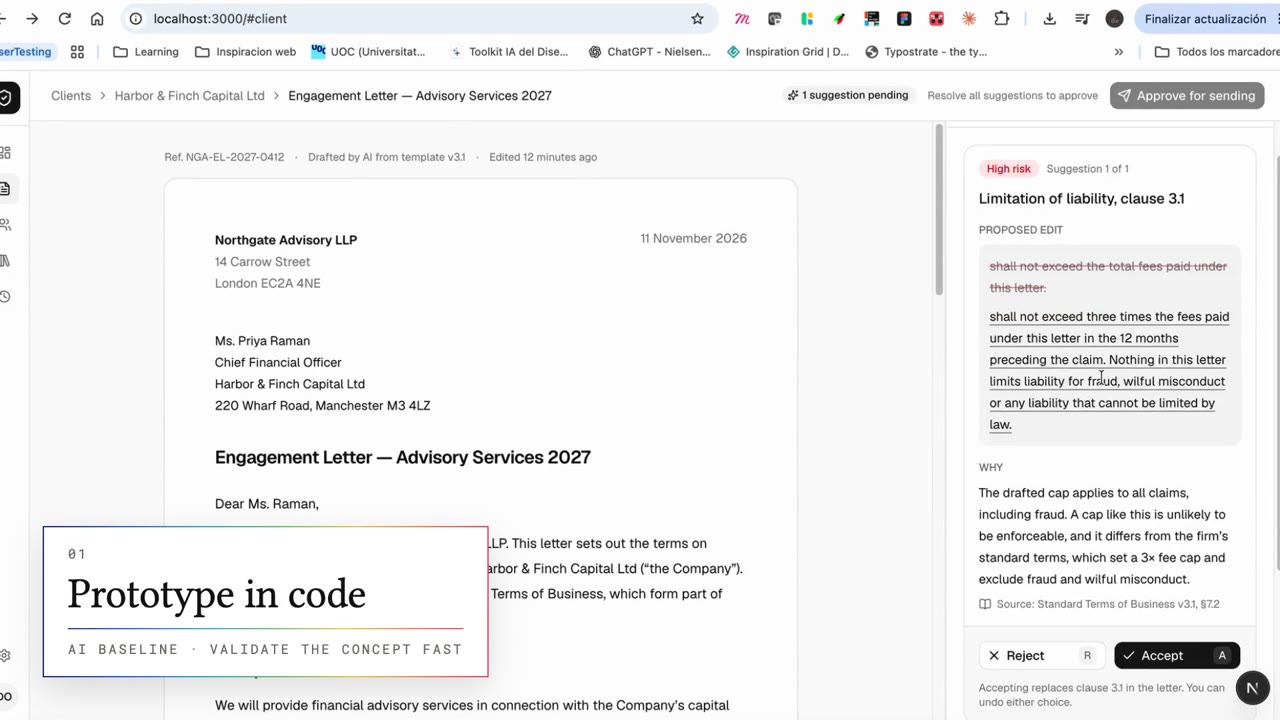 localhost:3000/#client
Finalizar actualización
serTesting
Learning
Inspiracion web
UOC (Universitat...
Toolkit IA del Dise...
ChatGPT - Nielsen...
Inspiration Grid | D...
Typostrate - the ty...
»
Todos los marcadore
Clients > Harbor & Finch Capital Ltd > Engagement Letter — Advisory Services 2027
1 suggestion pending
Resolve all suggestions to approve
Approve for sending
Ref. NGA-EL-2027-0412 · Drafted by AI from template v3.1 · Edited 12 minutes ago
Northgate Advisory LLP
11 November 2026
14 Carrow Street
London EC2A 4NE
Ms. Priya Raman
Chief Financial Officer
Harbor & Finch Capital Ltd
220 Wharf Road, Manchester M3 4LZ
Engagement Letter — Advisory Services 2027
Dear Ms. Raman,
LLP. This letter sets out the terms on
arbor & Finch Capital Ltd (“the Company”).
Terms of Business, which form part of
We will provide financial advisory services in connection with the Company’s capital
01
Prototype in code
AI BASELINE · VALIDATE THE CONCEPT FAST
High risk
Suggestion 1 of 1
Limitation of liability, clause 3.1
PROPOSED EDIT
shall not exceed the total fees paid under
this letter.
shall not exceed three times the fees paid
under this letter in the 12 months
preceding the claim. Nothing in this letter
limits liability for fraud, wilful misconduct
or any liability that cannot be limited by
law.
WHY
The drafted cap applies to all claims,
including fraud. A cap like this is unlikely to
be enforceable, and it differs from the firm’s
standard terms, which set a 3× fee cap and
exclude fraud and wilful misconduct.
Source: Standard Terms of Business v3.1, §7.2
Reject R
Accept A
Accepting replaces clause 3.1 in the letter. You can
undo either choice.
N